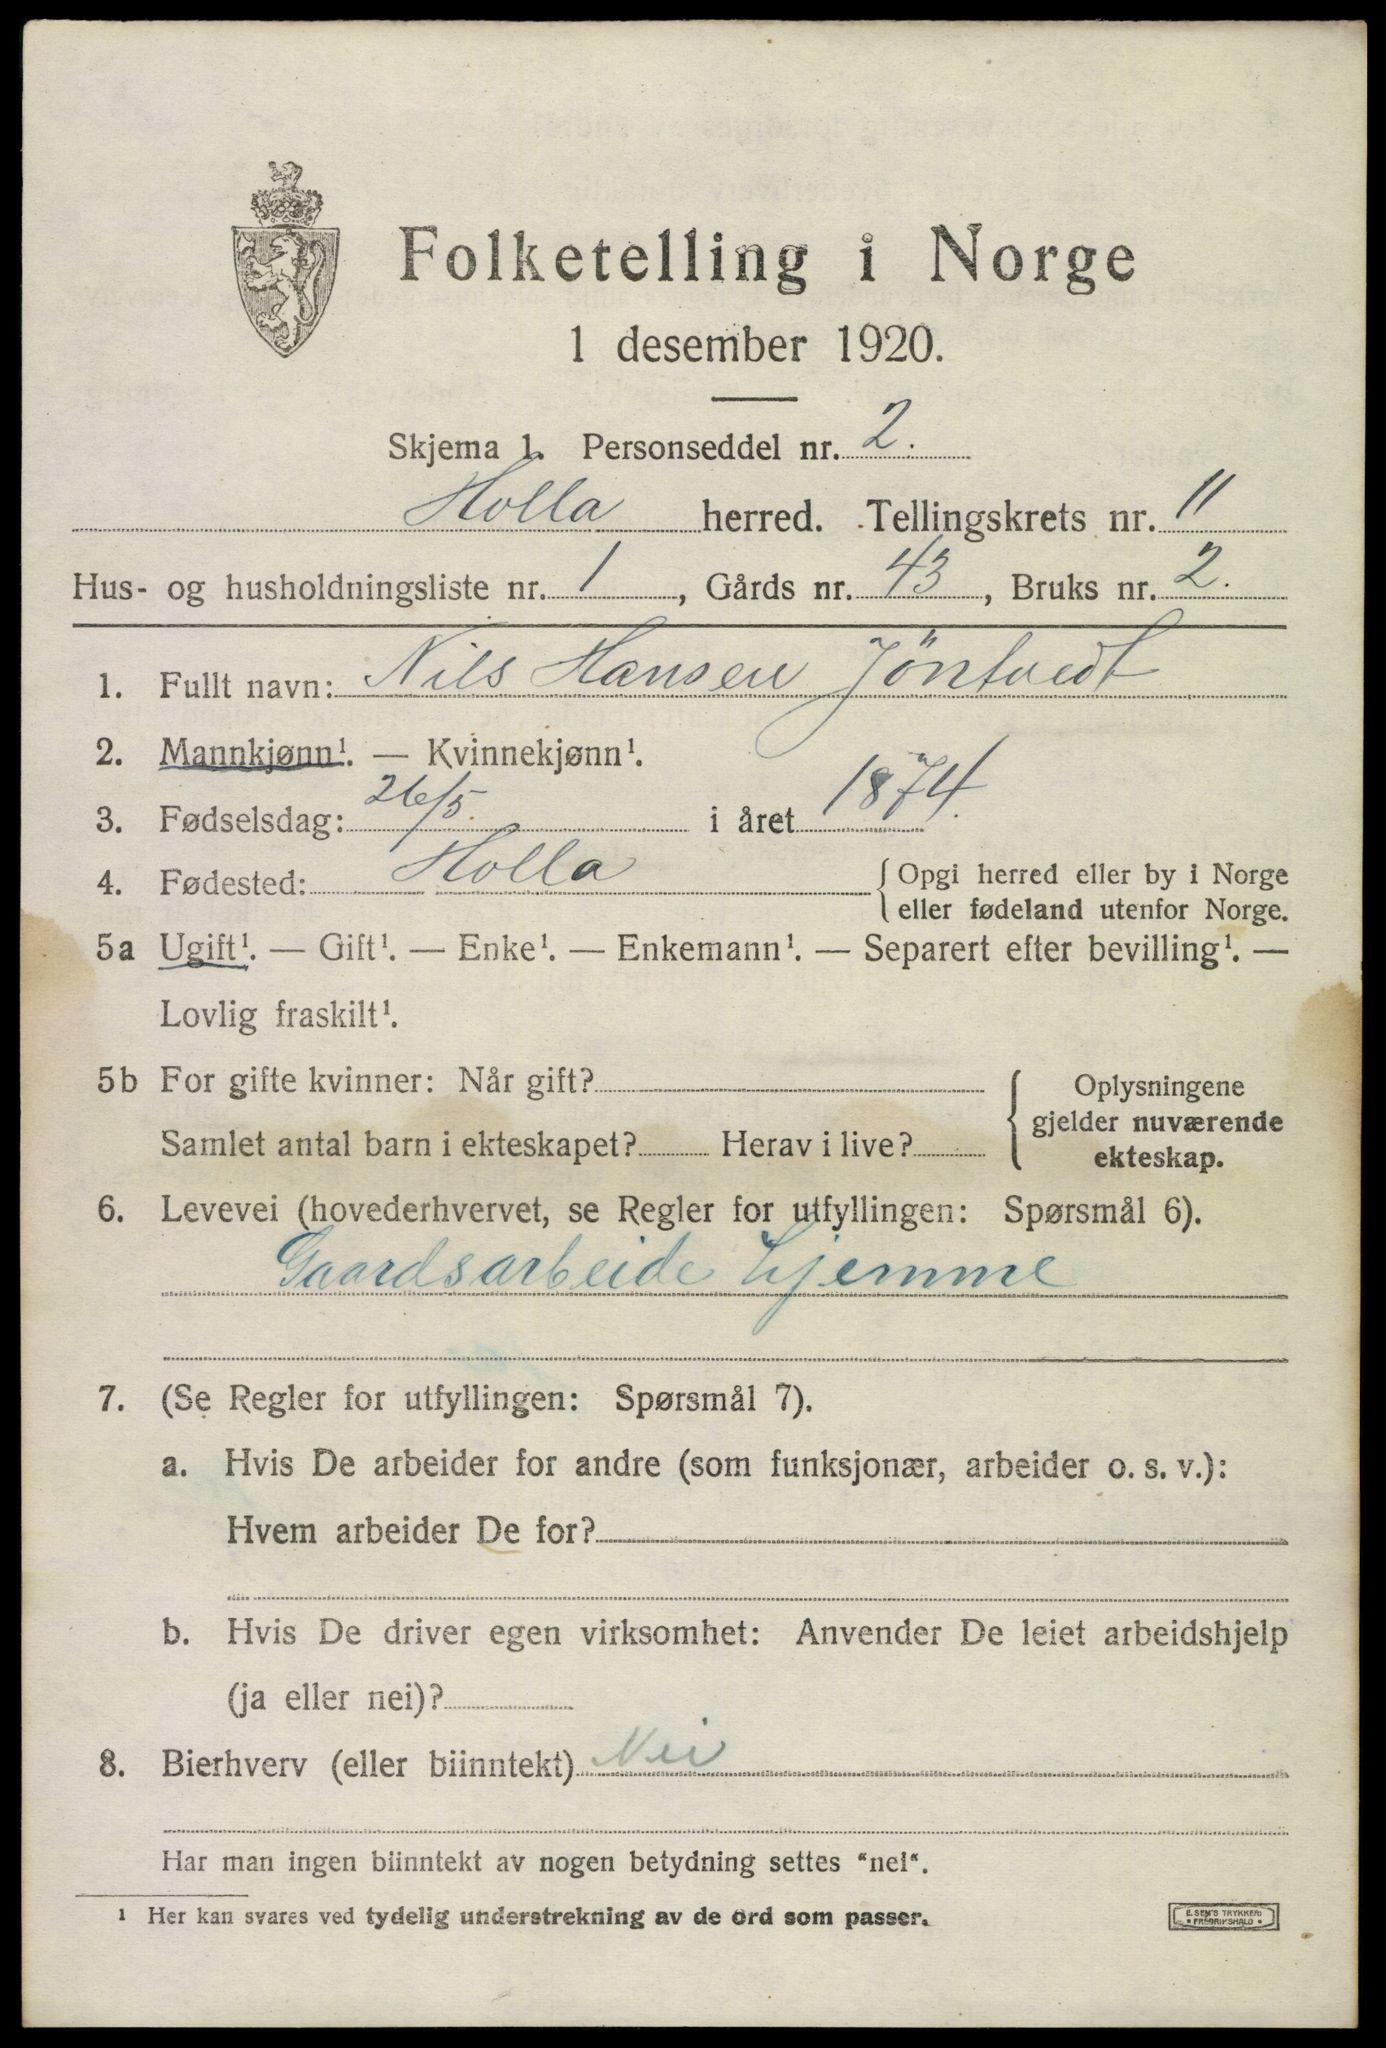 Folketelling i Norge
1 desember 1920.
Skjema 1. Personseddel nr. 2.
Holla herred. Tellingskrets nr. 11
Hus- og husholdningsliste nr. 1, Gårds nr. 43, Bruks nr. 2.
1. Fullt navn: Nils Hansen Jöntvedt
2. Mannkjønn¹. — Kvinnekjønn¹.
3. Fødselsdag: 26/5. i året 1874.
4. Fødested: Holla { Opgi herred eller by i Norge
eller fødeland utenfor Norge.
5a Ugift¹. — Gift¹. — Enke¹. — Enkemann¹. — Separert efter bevilling¹. —
Lovlig fraskilt¹.
5b For gifte kvinner: Når gift? { Oplysningene
gjelder nuværende
Samlet antal barn i ekteskapet? Herav i live?
ekteskap.
6. Levevei (hovederhvervet, se Regler for utfyllingen: Spørsmål 6).
Gaardsarbeide hjemme
7. (Se Regler for utfyllingen: Spørsmål 7).
a. Hvis De arbeider for andre (som funksjonær, arbeider o. s. v.):
Hvem arbeider De for?
b. Hvis De driver egen virksomhet: Anvender De leiet arbeidshjelp
(ja eller nei)?
8. Bierhverv (eller biinntekt) Nei
Har man ingen biinntekt av nogen betydning settes "nei".
¹ Her kan svares ved tydelig understrekning av de ord som passer.
E. SEM'S TRYKKERI
* FREDRIKSHALD *